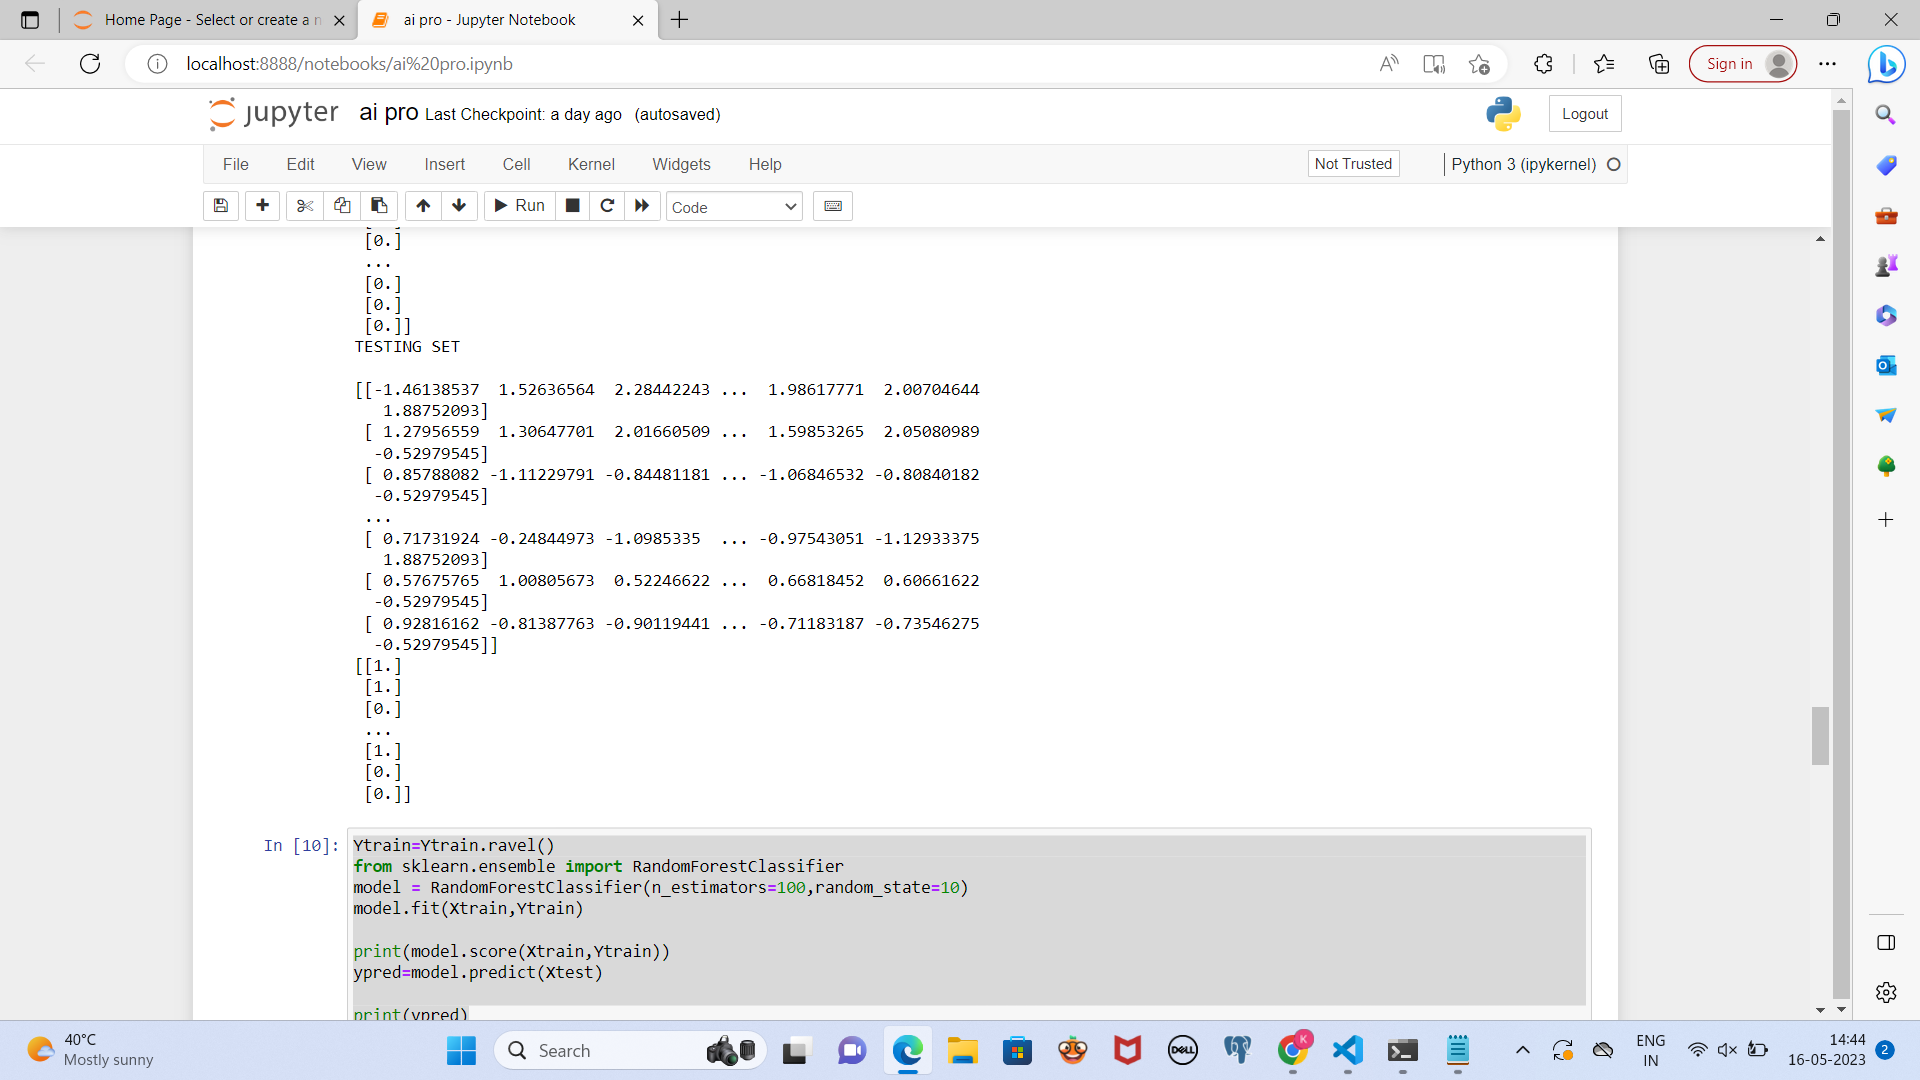 Home Page - Select or create a n
ai pro - Jupyter Notebook
localhost:8888/notebooks/ai%20pro.ipynb
Sign in
jupyter ai pro Last Checkpoint: a day ago (autosaved)
Logout
File Edit View Insert Cell Kernel Widgets Help
Not Trusted
Python 3 (ipykernel)
Run
Code
[0.]
...
[0.]
[0.]
[0.]]
TESTING SET
[[-1.46138537  1.52636564  2.28442243 ...  1.98617771  2.00704644
1.88752093]
[ 1.27956559  1.30647701  2.01660509 ...  1.59853265  2.05080989
-0.52979545]
[ 0.85788082 -1.11229791 -0.84481181 ... -1.06846532 -0.80840182
-0.52979545]
...
[ 0.71731924 -0.24844973 -1.0985335  ... -0.97543051 -1.12933375
1.88752093]
[ 0.57675765  1.00805673  0.52246622 ...  0.66818452  0.60661622
-0.52979545]
[ 0.92816162 -0.81387763 -0.90119441 ... -0.71183187 -0.73546275
-0.52979545]]
[[1.]
[1.]
[0.]
...
[1.]
[0.]
[0.]]
In [10]:
Ytrain=Ytrain.ravel()
from sklearn.ensemble import RandomForestClassifier
model = RandomForestClassifier(n_estimators=100,random_state=10)
model.fit(Xtrain,Ytrain)
print(model.score(Xtrain,Ytrain))
ypred=model.predict(Xtest)
print(ypred)
40°C
Mostly sunny
Search
DELL
K
ENG
IN
14:44
16-05-2023
2